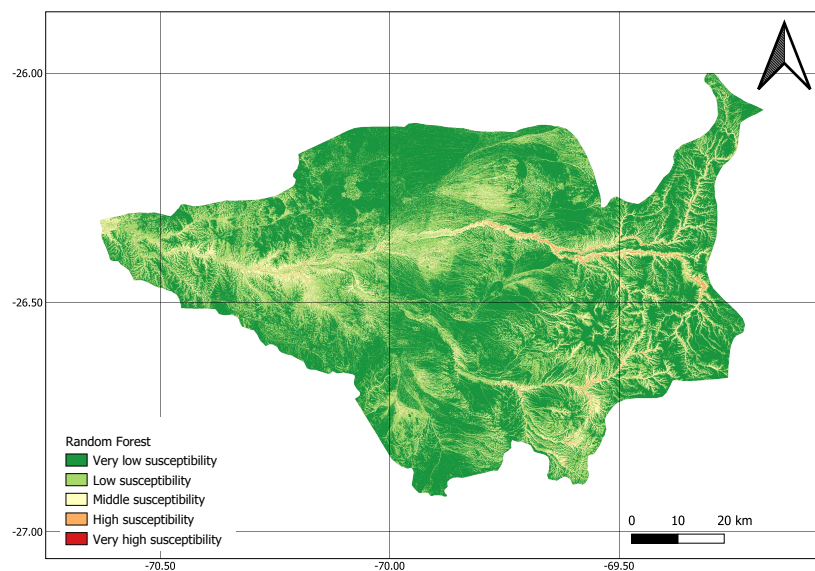 -26.00
-26.50
Random Forest
Very low susceptibility
Low susceptibility
Middle susceptibility
High susceptibility
Very high susceptibility
0 10 20 km
-27.00
-70.50 -70.00 -69.50